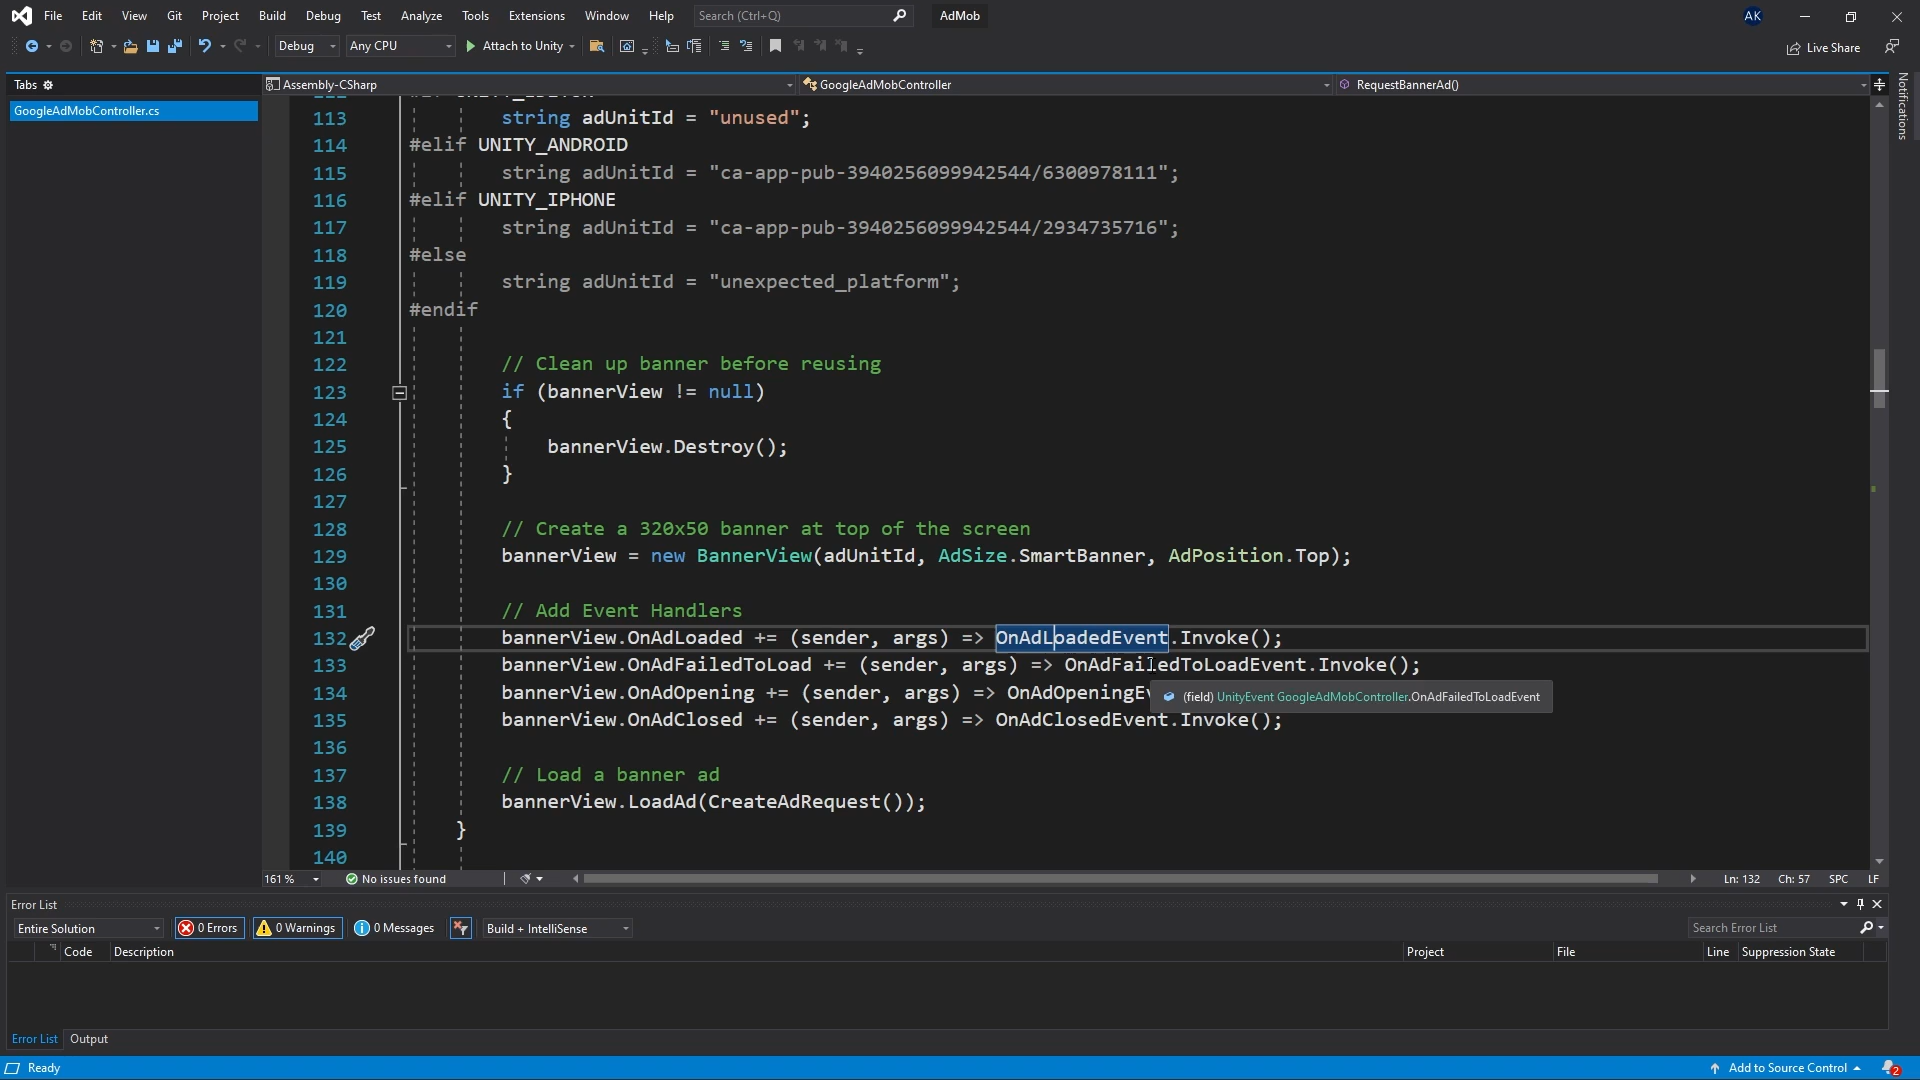 File Edit View Git Project Build Debug Test Analyze Tools Extensions Window Help Search (Ctrl+Q) AdMob AK
Debug Any CPU Attach to Unity Live Share
Tabs
GoogleAdMobController.cs
Assembly-CSharp GoogleAdMobController RequestBannerAd()
Notifications
113 string adUnitId = "unused";
114 #elif UNITY_ANDROID
115 string adUnitId = "ca-app-pub-3940256099942544/6300978111";
116 #elif UNITY_IPHONE
117 string adUnitId = "ca-app-pub-3940256099942544/2934735716";
118 #else
119 string adUnitId = "unexpected_platform";
120 #endif
121
122 // Clean up banner before reusing
123 if (bannerView != null)
124 {
125 bannerView.Destroy();
126 }
127
128 // Create a 320x50 banner at top of the screen
129 bannerView = new BannerView(adUnitId, AdSize.SmartBanner, AdPosition.Top);
130
131 // Add Event Handlers
132 bannerView.OnAdLoaded += (sender, args) => OnAdLoadedEvent.Invoke();
133 bannerView.OnAdFailedToLoad += (sender, args) => OnAdFailedToLoadEvent.Invoke();
134 bannerView.OnAdOpening += (sender, args) => OnAdOpeningEv
(field) UnityEvent GoogleAdMobController.OnAdFailedToLoadEvent
135 bannerView.OnAdClosed += (sender, args) => OnAdClosedEvent.Invoke();
136
137 // Load a banner ad
138 bannerView.LoadAd(CreateAdRequest());
139 }
140
161 % No issues found Ln: 132 Ch: 57 SPC LF
Error List
Entire Solution 0 Errors 0 Warnings 0 Messages Build + IntelliSense Search Error List
Code Description Project File Line Suppression State
Error List Output
Ready Add to Source Control 2